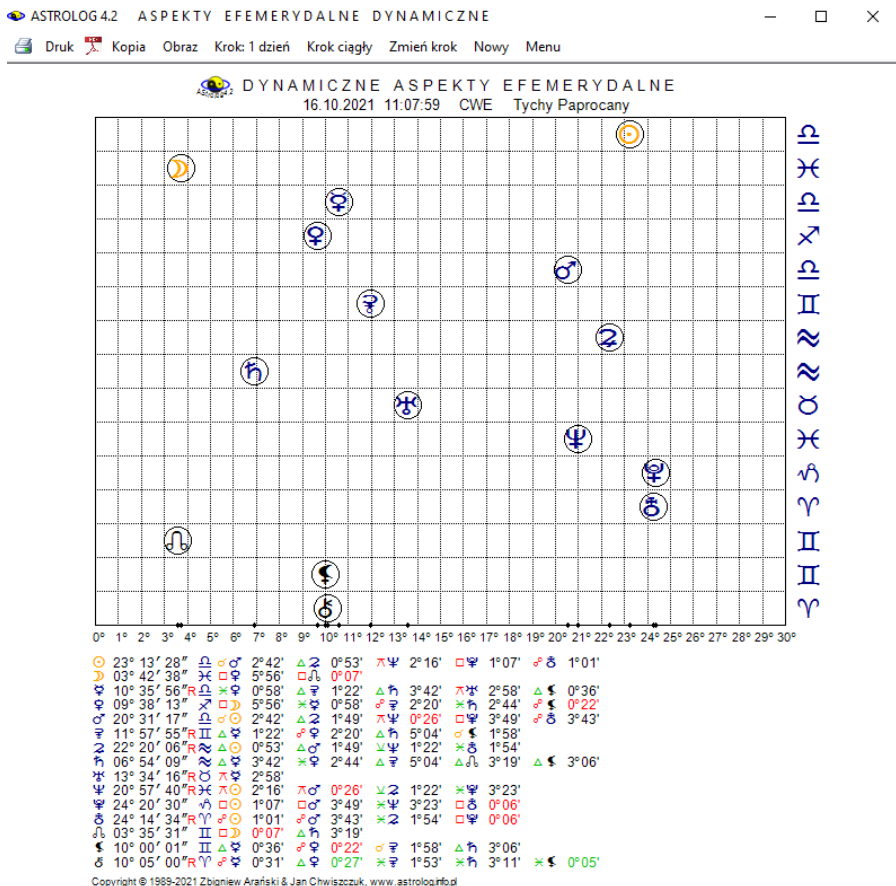 ASTROLOG 4.2 ASPEKTY EFEMERYDALNE DYNAMICZNE
Druk Kopia Obraz Krok: 1 dzień Krok ciągły Zmień krok Nowy Menu
DYNAMICZNE ASPEKTY EFEMERYDALNE
16.10.2021 11:07:59 CWE Tychy Paprocany
♎
♓
♎
♐
♎
♊
♒
♒
♉
♓
♑
♈
♊
♊
♈
0° 1° 2° 3° 4° 5° 6° 7° 8° 9° 10° 11° 12° 13° 14° 15° 16° 17° 18° 19° 20° 21° 22° 23° 24° 25° 26° 27° 28° 29° 30°
☉ 23° 13′ 28″ ♎ ☌♂ 2°42' △⚳ 0°53' ⚻♆ 2°16' □♇ 1°07' ☍♁ 1°01'
☽ 03° 42′ 38″ ♓ □♀ 5°56' □☊ 0°07'
☿ 10° 35′ 56″R♎ ⚹♀ 0°58' △⚳ 1°22' △♄ 3°42' ⚻♅ 2°58' △⚸ 0°36'
♀ 09° 38′ 13″ ♐ □☽ 5°56' ⚹☿ 0°58' ☍⚳ 2°20' ⚹♄ 2°44' ☍⚸ 0°22'
♂ 20° 31′ 17″ ♎ ☌☉ 2°42' △♃ 1°49' ⚻♆ 0°26' □♇ 3°49' ☍♁ 3°43'
11° 57′ 55″R♊ △☿ 1°22' ☍♀ 2°20' △♄ 5°04' ☌⚸ 1°58'
♃ 22° 20′ 06″R♒ △☉ 0°53' △♂ 1°49' ⚺♆ 1°22' ⚹♁ 1°54'
♄ 06° 54′ 09″ ♒ △☿ 3°42' ⚹♀ 2°44' △ 5°04' △☊ 3°19' △⚸ 3°06'
♅ 13° 34′ 16″R♉ ⚻☿ 2°58'
♆ 20° 57′ 40″R♓ ⚻☉ 2°16' ⚻♂ 0°26' ⚺♃ 1°22' ⚹♇ 3°23'
♇ 24° 20′ 30″ ♑ □☉ 1°07' □♂ 3°49' ⚹♆ 3°23' □♁ 0°06'
♁ 24° 14′ 34″R♈ ☍☉ 1°01' ☍♂ 3°43' ⚹♃ 1°54' □♇ 0°06'
☊ 03° 35′ 31″ ♊ □☽ 0°07' △♄ 3°19'
⚸ 10° 00′ 01″ ♊ △☿ 0°36' ☍♀ 0°22' ☌ 1°58' △♄ 3°06'
⚷ 10° 05′ 00″R♈ ☍☿ 0°31' △♀ 0°27' ⚹ 1°53' ⚹♄ 3°11' ⚹⚸ 0°05'
Copyright © 1989-2021 Zbigniew Arański & Jan Chwiszczuk, www.astrolog.info.pl